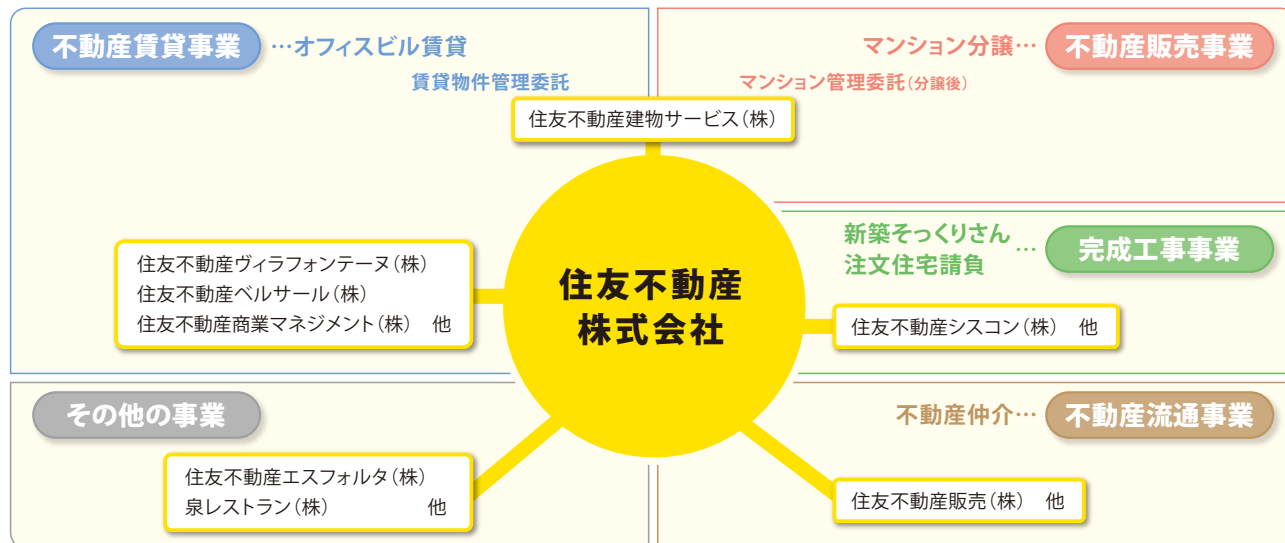 不動産賃貸事業 …オフィスビル賃貸
賃貸物件管理委託
マンション分譲… 不動産販売事業
マンション管理委託(分譲後)
住友不動産建物サービス(株)
新築そっくりさん
注文住宅請負
… 完成工事事業
住友不動産ヴィラフォンテーヌ(株)
住友不動産ベルサール(株)
住友不動産商業マネジメント(株) 他
住友不動産
株式会社
住友不動産シスコン(株) 他
その他の事業
不動産仲介… 不動産流通事業
住友不動産エスフォルタ(株)
泉レストラン(株) 他
住友不動産販売(株) 他